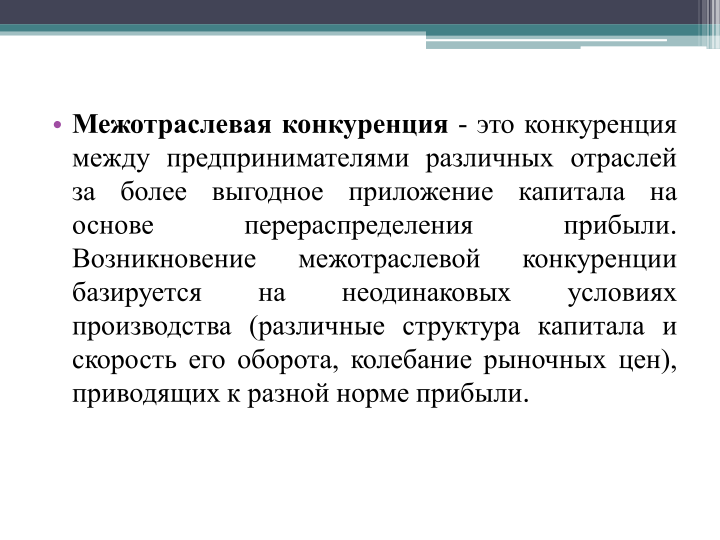 • Межотраслевая конкуренция - это конкуренция
между предпринимателями различных отраслей
за более выгодное приложение капитала на
основе перераспределения прибыли.
Возникновение межотраслевой конкуренции
базируется на неодинаковых условиях
производства (различные структура капитала и
скорость его оборота, колебание рыночных цен),
приводящих к разной норме прибыли.